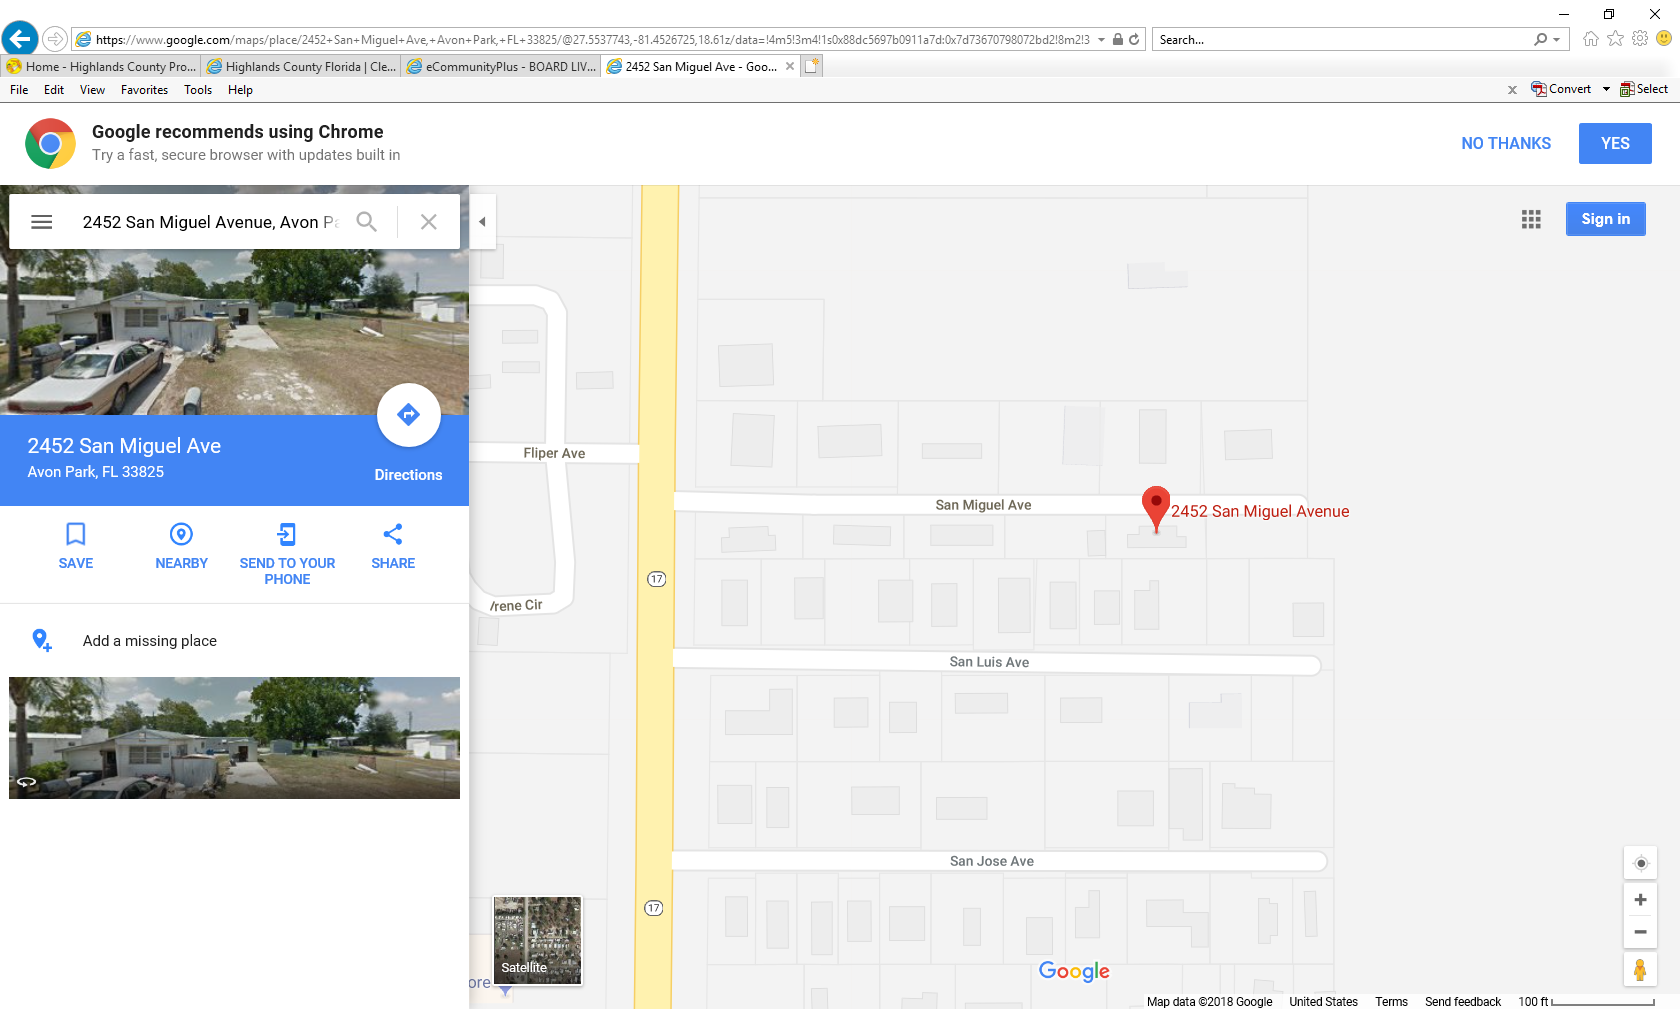 https://www.google.com/maps/place/2452+San+Miguel+Ave,+Avon+Park,+FL+33825/@27.5537743,-81.4526725,18.61z/data=!4m5!3m4!1s0x88dc5697b0911a7d:0x7d73670798072bd2!8m2!3
Search...
Home - Highlands County Pro...
Highlands County Florida | Cle...
eCommunityPlus - BOARD LIV...
2452 San Miguel Ave - Goo...
File Edit View Favorites Tools Help
Convert Select
Google recommends using Chrome
Try a fast, secure browser with updates built in
NO THANKS
YES
2452 San Miguel Avenue, Avon Pa
Sign in
2452 San Miguel Ave
Avon Park, FL 33825
Directions
SAVE
NEARBY
SEND TO YOUR
PHONE
SHARE
Add a missing place
Fliper Ave
San Miguel Ave
2452 San Miguel Avenue
17
rene Cir
San Luis Ave
San Jose Ave
17
Satellite
ore
Google
Map data ©2018 Google United States Terms Send feedback 100 ft